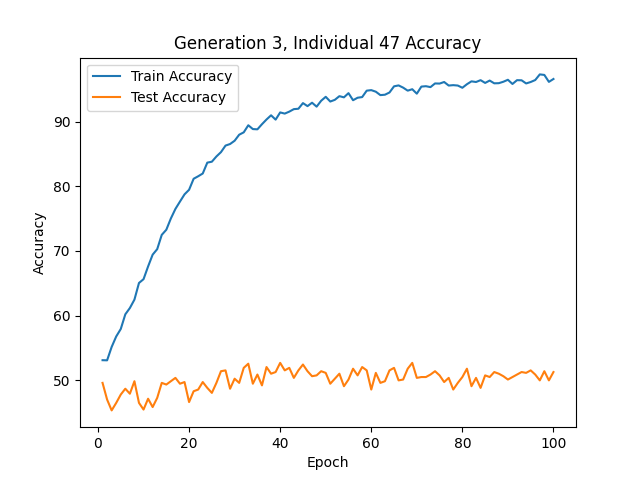 Generation 3, Individual 47 Accuracy
Train Accuracy
Test Accuracy
Accuracy
90
80
70
60
50
0 20 40 60 80 100
Epoch